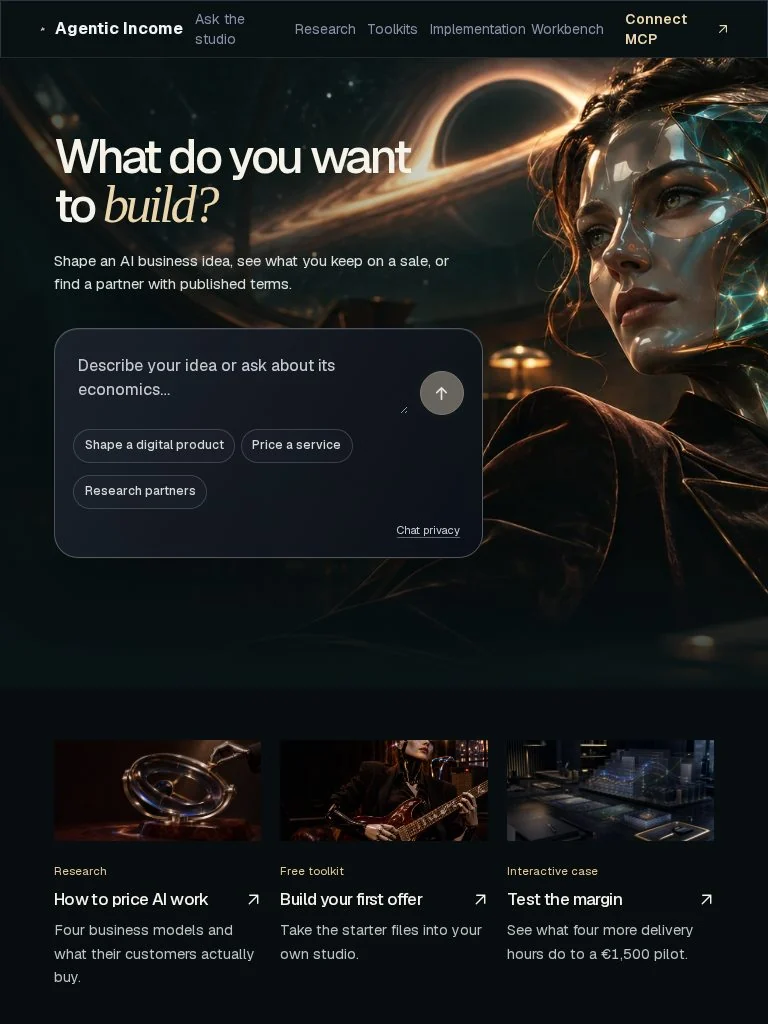 Agentic Income
Ask the studio
Research
Toolkits
Implementation
Workbench
Connect MCP
What do you want
to build?
Shape an AI business idea, see what you keep on a sale, or
find a partner with published terms.
Describe your idea or ask about its
economics...
Shape a digital product
Price a service
Research partners
Chat privacy
Research
How to price AI work
Four business models and
what their customers actually
buy.
Free toolkit
Build your first offer
Take the starter files into your
own studio.
Interactive case
Test the margin
See what four more delivery
hours do to a €1,500 pilot.